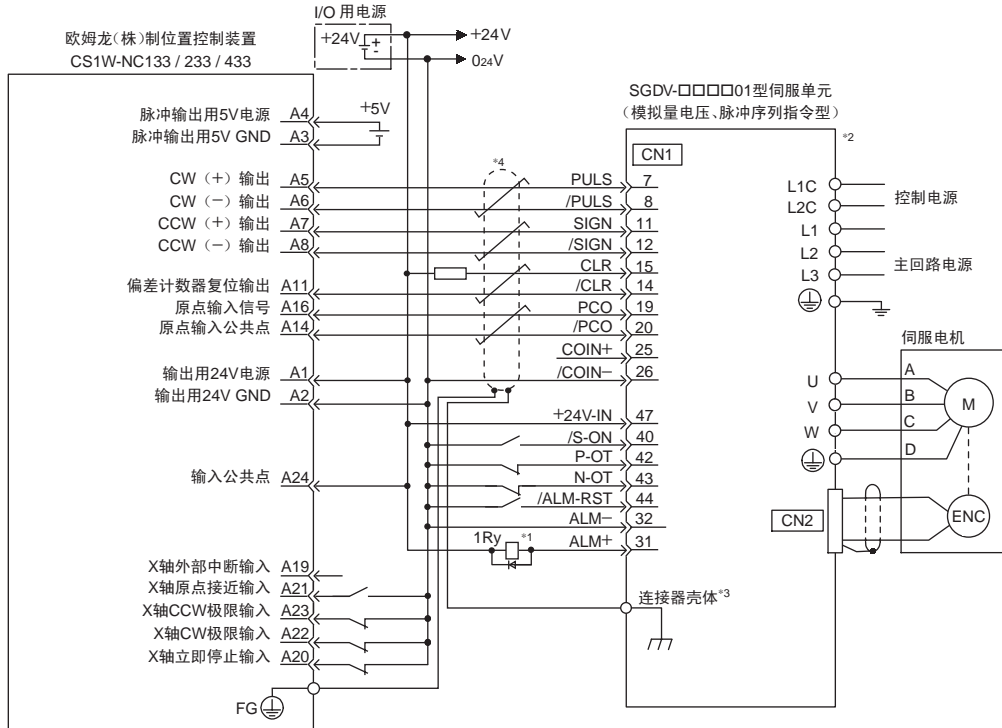 I/O 用电源
+24V
+
-
+24V
024V
欧姆龙(株)制位置控制装置
CS1W-NC133 / 233 / 433
脉冲输出用5V电源 A4
+5V
脉冲输出用5V GND A3
CW（+）输出 A5
CW（−）输出 A6
CCW（+）输出 A7
CCW（−）输出 A8
偏差计数器复位输出 A11
原点输入信号 A16
原点输入公共点 A14
输出用24V电源 A1
输出用24V GND A2
输入公共点 A24
X轴外部中断输入 A19
X轴原点接近输入 A21
X轴CCW极限输入 A23
X轴CW极限输入 A22
X轴立即停止输入 A20
FG
*4
SGDV-□□□□01型伺服单元
（模拟量电压、脉冲序列指令型）
*2
CN1
PULS 7
/PULS 8
SIGN 11
/SIGN 12
CLR 15
/CLR 14
PCO 19
/PCO 20
COIN+ 25
/COIN− 26
+24V-IN 47
/S-ON 40
P-OT 42
N-OT 43
/ALM-RST 44
ALM− 32
1Ry *1 ALM+ 31
连接器壳体*3
L1C
L2C
控制电源
L1
L2
L3
主回路电源
伺服电机
U A
V B
W C
D
M
CN2
ENC